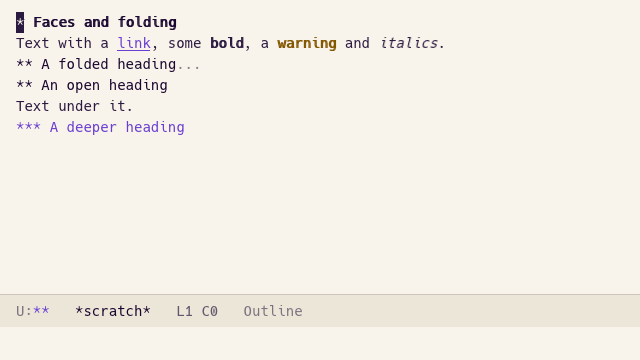 * Faces and folding
Text with a link, some bold, a warning and italics.
** A folded heading...
** An open heading
Text under it.
*** A deeper heading
U:**  *scratch*  L1 C0  Outline